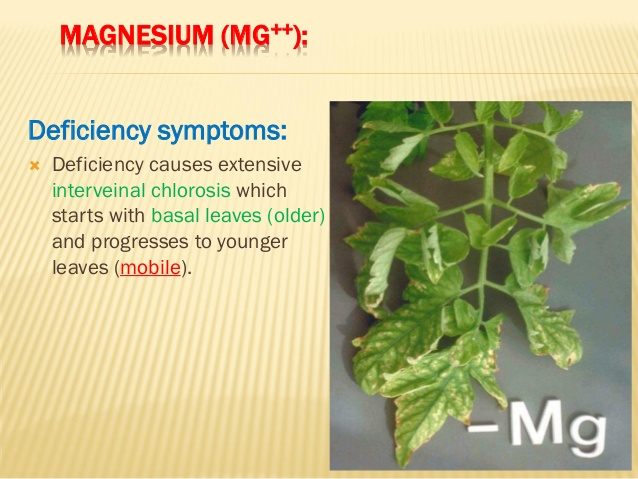 MAGNESIUM (MG++):
Deficiency symptoms:
Deficiency causes extensive
interveinal chlorosis which
starts with basal leaves (older)
and progresses to younger
leaves (mobile).
–Mg